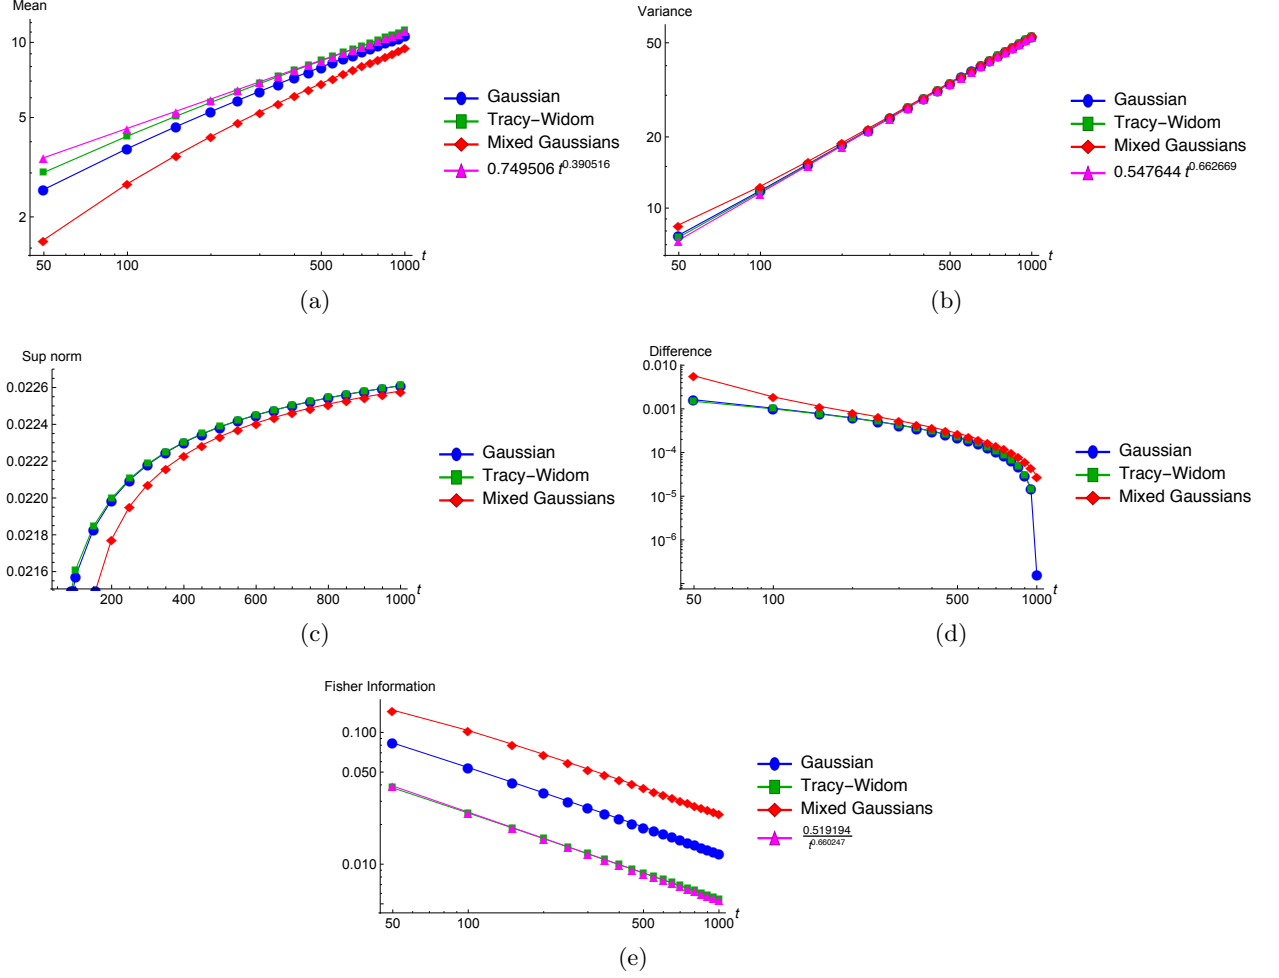 Mean
10
5
2
50 100 500 1000 t
Gaussian
Tracy-Widom
Mixed Gaussians
0.749506 t^0.390516
(a)
Variance
50
20
10
50 100 500 1000 t
Gaussian
Tracy-Widom
Mixed Gaussians
0.547644 t^0.662669
(b)
Sup norm
0.0226
0.0224
0.0222
0.0220
0.0218
0.0216
200 400 600 800 1000 t
Gaussian
Tracy-Widom
Mixed Gaussians
(c)
Difference
0.010
0.001
10^-4
10^-5
10^-6
50 100 500 1000 t
Gaussian
Tracy-Widom
Mixed Gaussians
(d)
Fisher Information
0.100
0.050
0.010
50 100 500 1000 t
Gaussian
Tracy-Widom
Mixed Gaussians
0.519194
t^0.660247
(e)